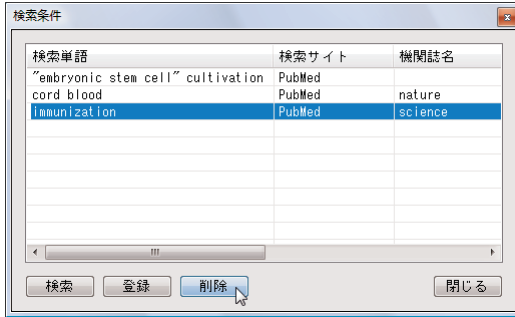 検索条件
検索単語 検索サイト 機関誌名
"embryonic stem cell" cultivation PubMed
cord blood PubMed nature
immunization PubMed science
検索 登録 削除 閉じる